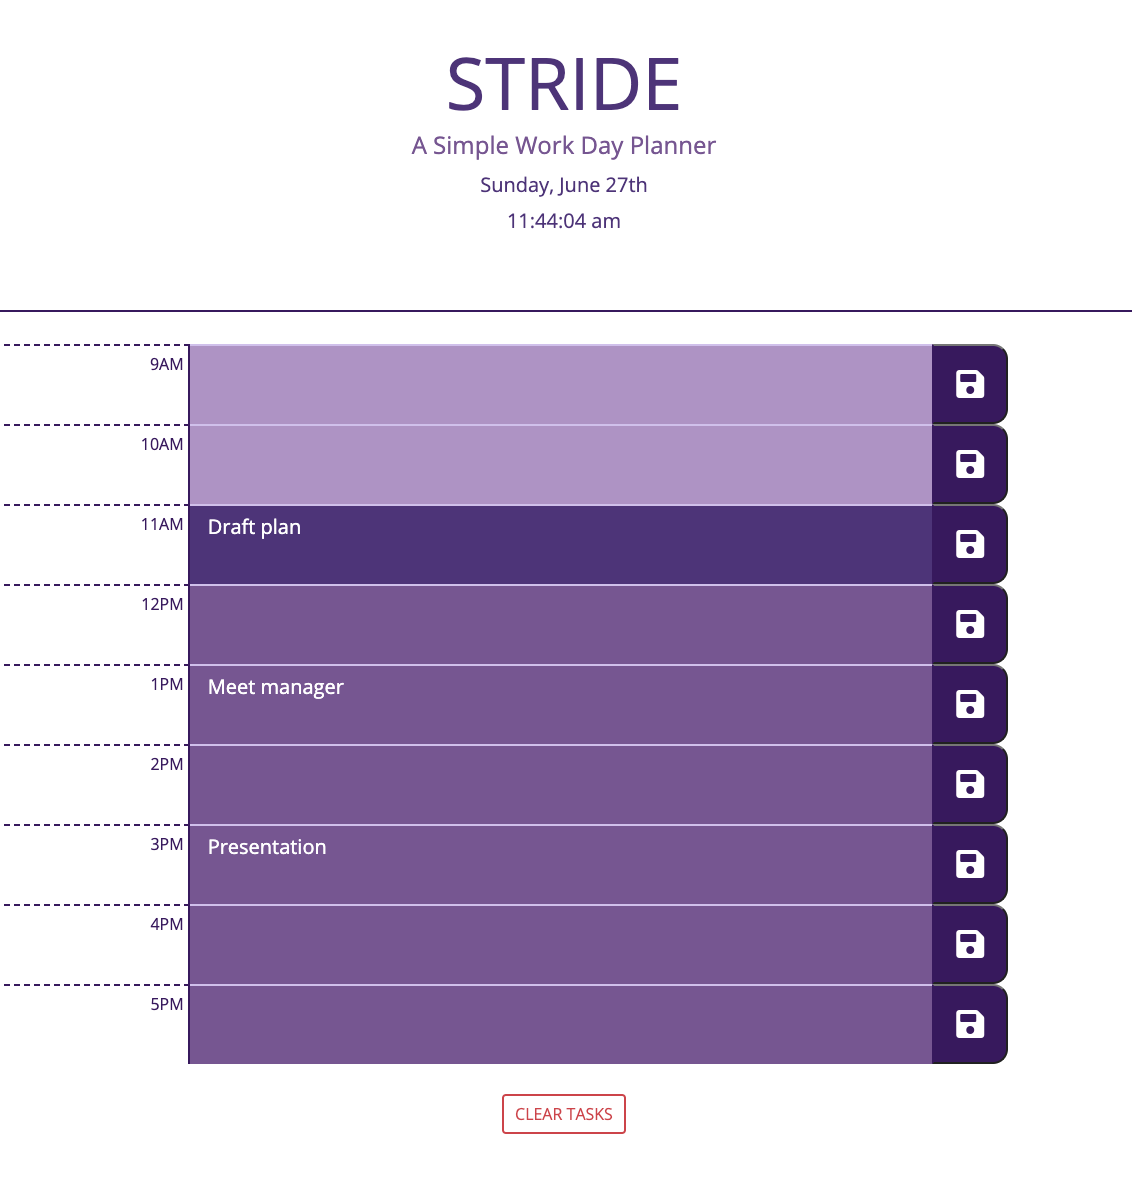 STRIDE
A Simple Work Day Planner
Sunday, June 27th
11:44:04 am
9AM
10AM
11AM Draft plan
12PM
1PM Meet manager
2PM
3PM Presentation
4PM
5PM
CLEAR TASKS